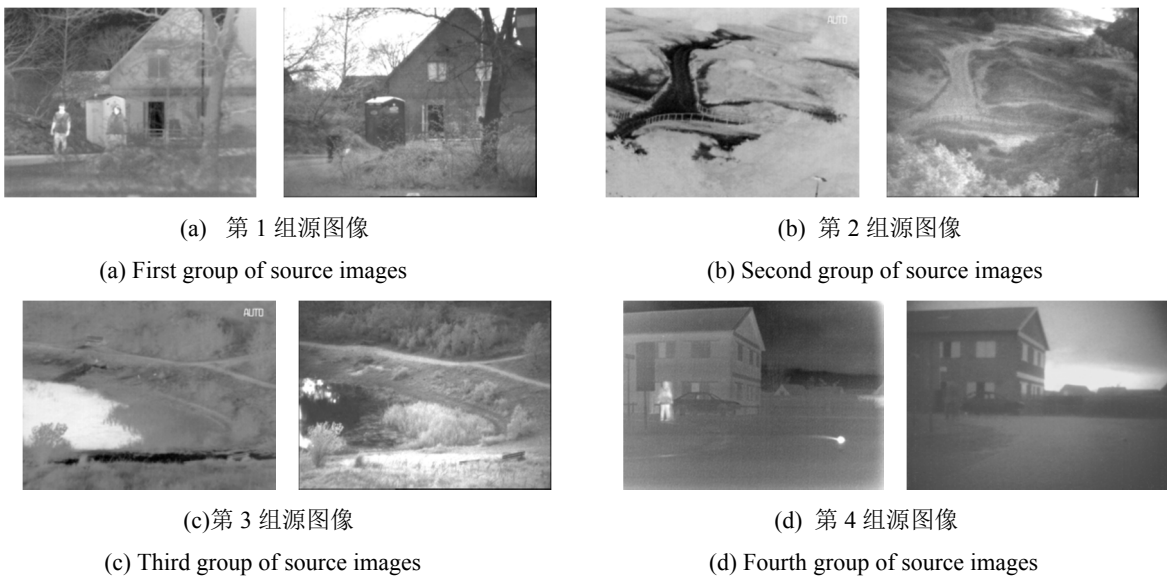 AUTO
(a) 第 1 组源图像
(b) 第 2 组源图像
(a) First group of source images
(b) Second group of source images
AUTO
(c)第 3 组源图像
(d) 第 4 组源图像
(c) Third group of source images
(d) Fourth group of source images